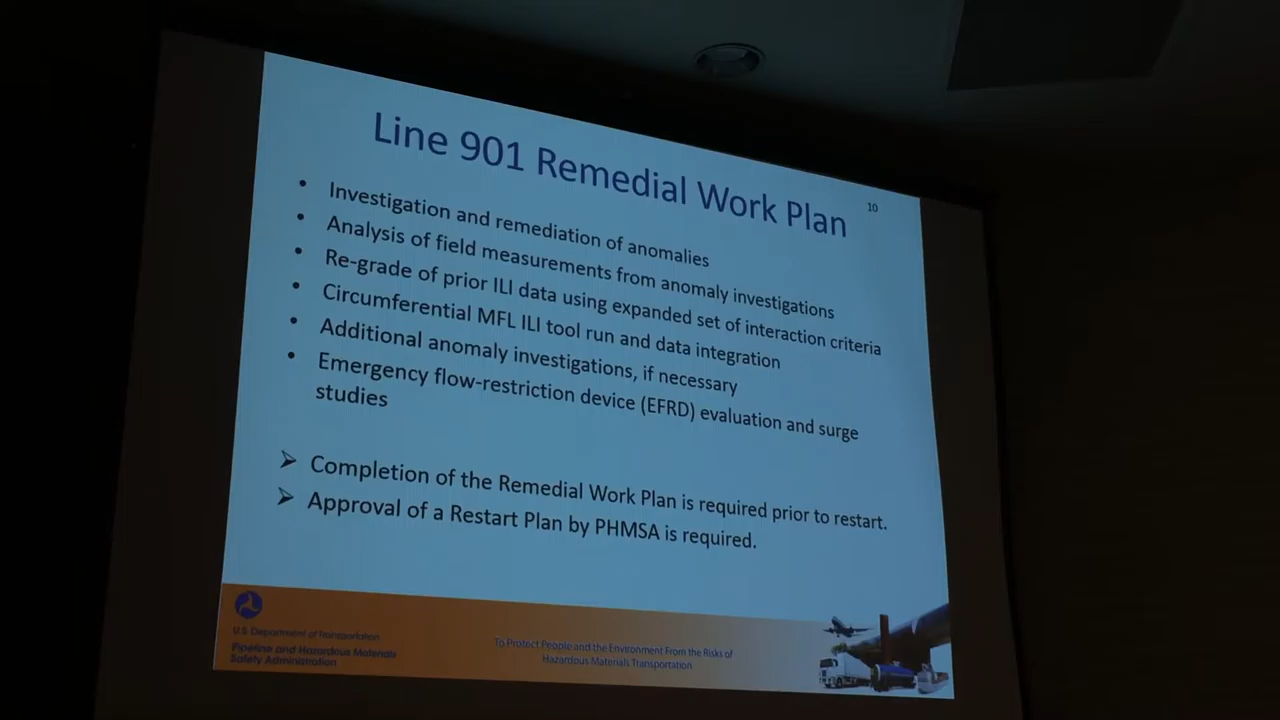 Line 901 Remedial Work Plan
10
• Investigation and remediation of anomalies
• Analysis of field measurements from anomaly investigations
• Re-grade of prior ILI data using expanded set of interaction criteria
• Circumferential MFL ILI tool run and data integration
• Additional anomaly investigations, if necessary
• Emergency flow-restriction device (EFRD) evaluation and surge
studies
➢ Completion of the Remedial Work Plan is required prior to restart.
➢ Approval of a Restart Plan by PHMSA is required.
U.S. Department of Transportation
Pipeline and Hazardous Materials
Safety Administration
To Protect People and the Environment From the Risks of
Hazardous Materials Transportation